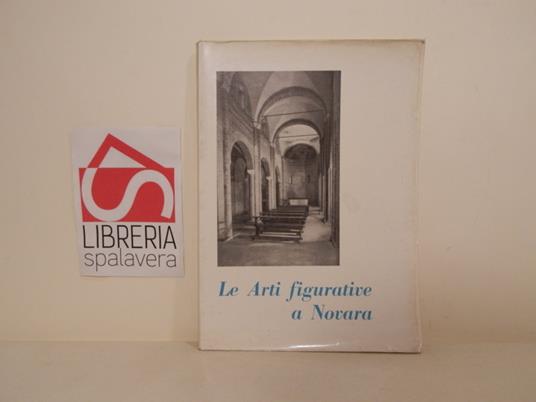 LIBRERIA
spalavera
Le Arti figurative
a Novara